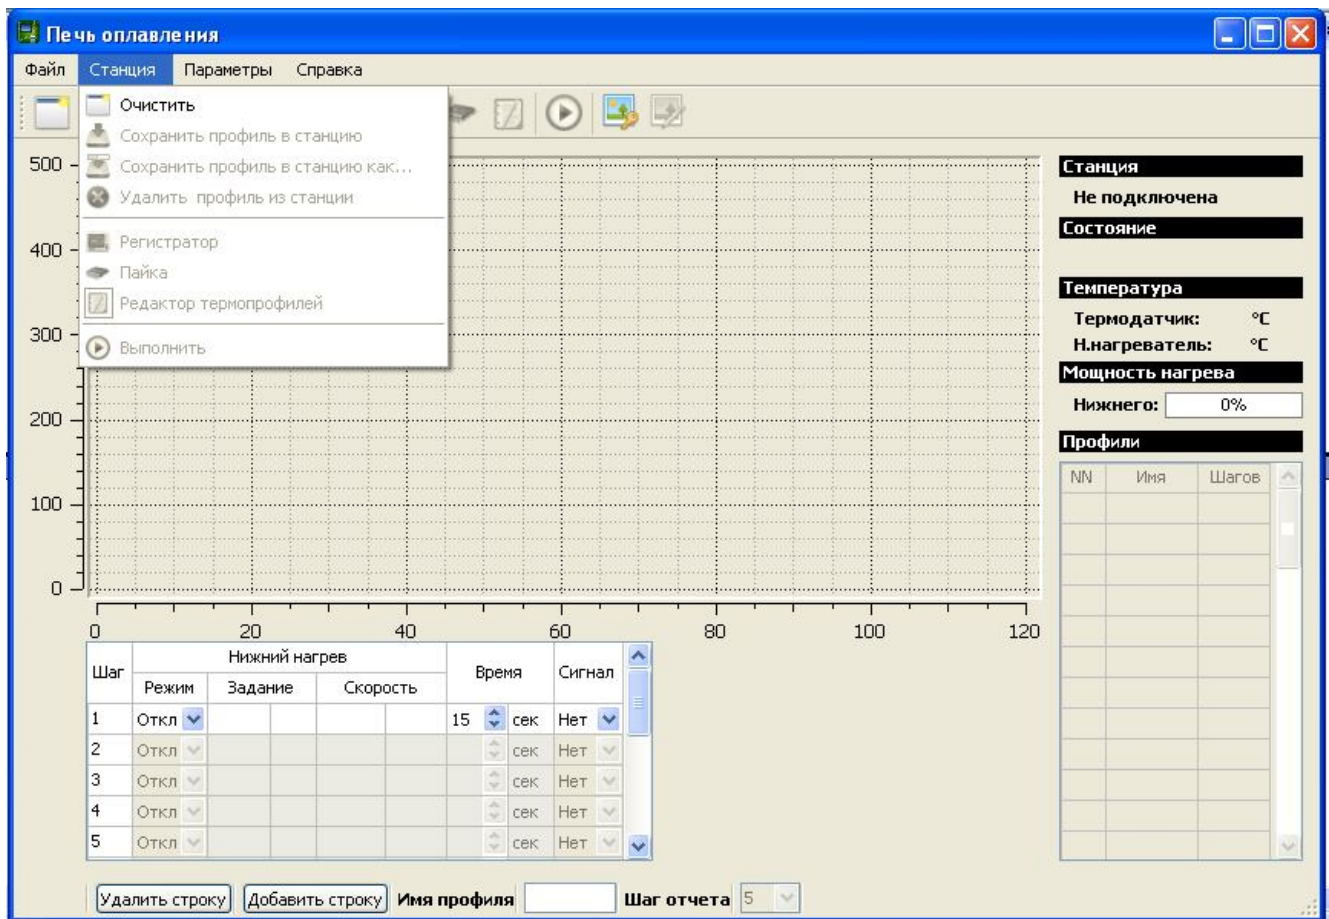 Печь оплавления
Файл Станция Параметры Справка
Очистить
Сохранить профиль в станцию
Сохранить профиль в станцию как...
Удалить профиль из станции
Регистратор
Пайка
Редактор термопрофилей
Выполнить
500
400
300
200
100
0
0 20 40 60 80 100 120
Станция
Не подключена
Состояние
Температура
Термодатчик: °C
Н.нагреватель: °C
Мощность нагрева
Нижнего: 0%
Профили
NN Имя Шагов
Шаг Нижний нагрев Время Сигнал
Режим Задание Скорость
1 Откл 15 сек Нет
2 Откл сек Нет
3 Откл сек Нет
4 Откл сек Нет
5 Откл сек Нет
Удалить строку Добавить строку Имя профиля Шаг отчета 5